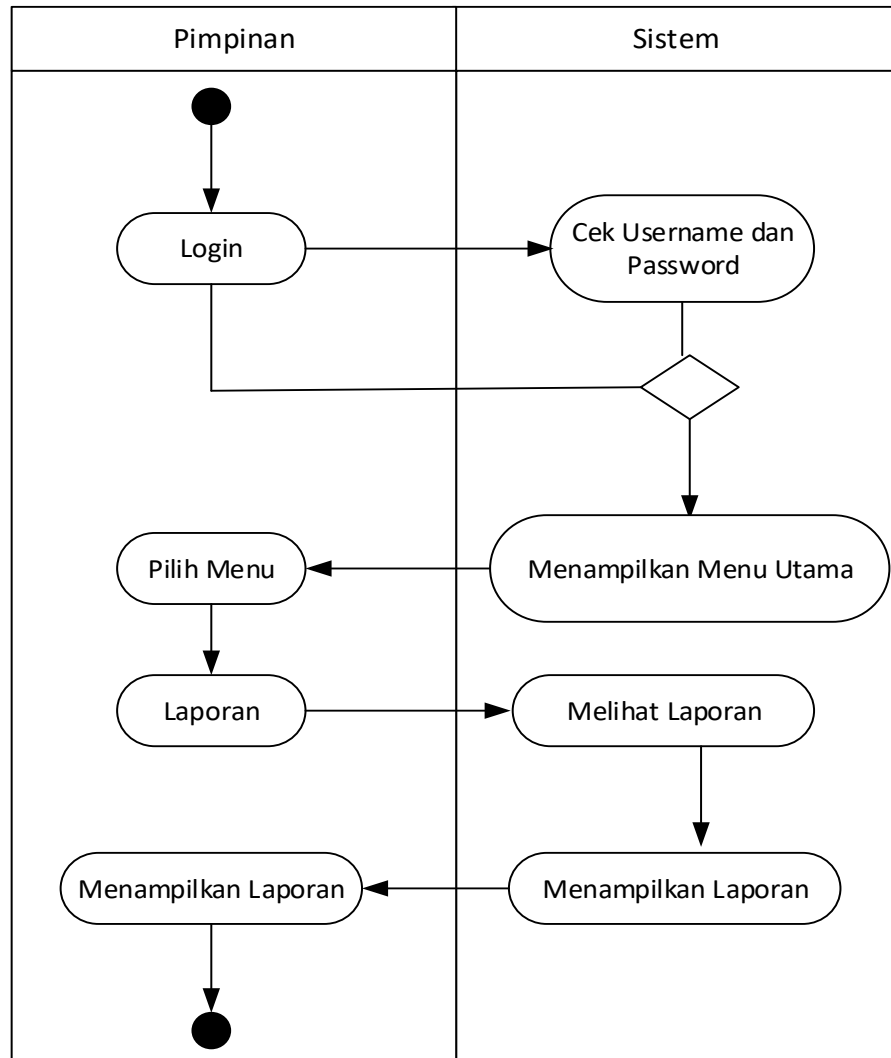 Pimpinan
Sistem
Login
Cek Username dan
Password
Pilih Menu
Menampilkan Menu Utama
Laporan
Melihat Laporan
Menampilkan Laporan
Menampilkan Laporan